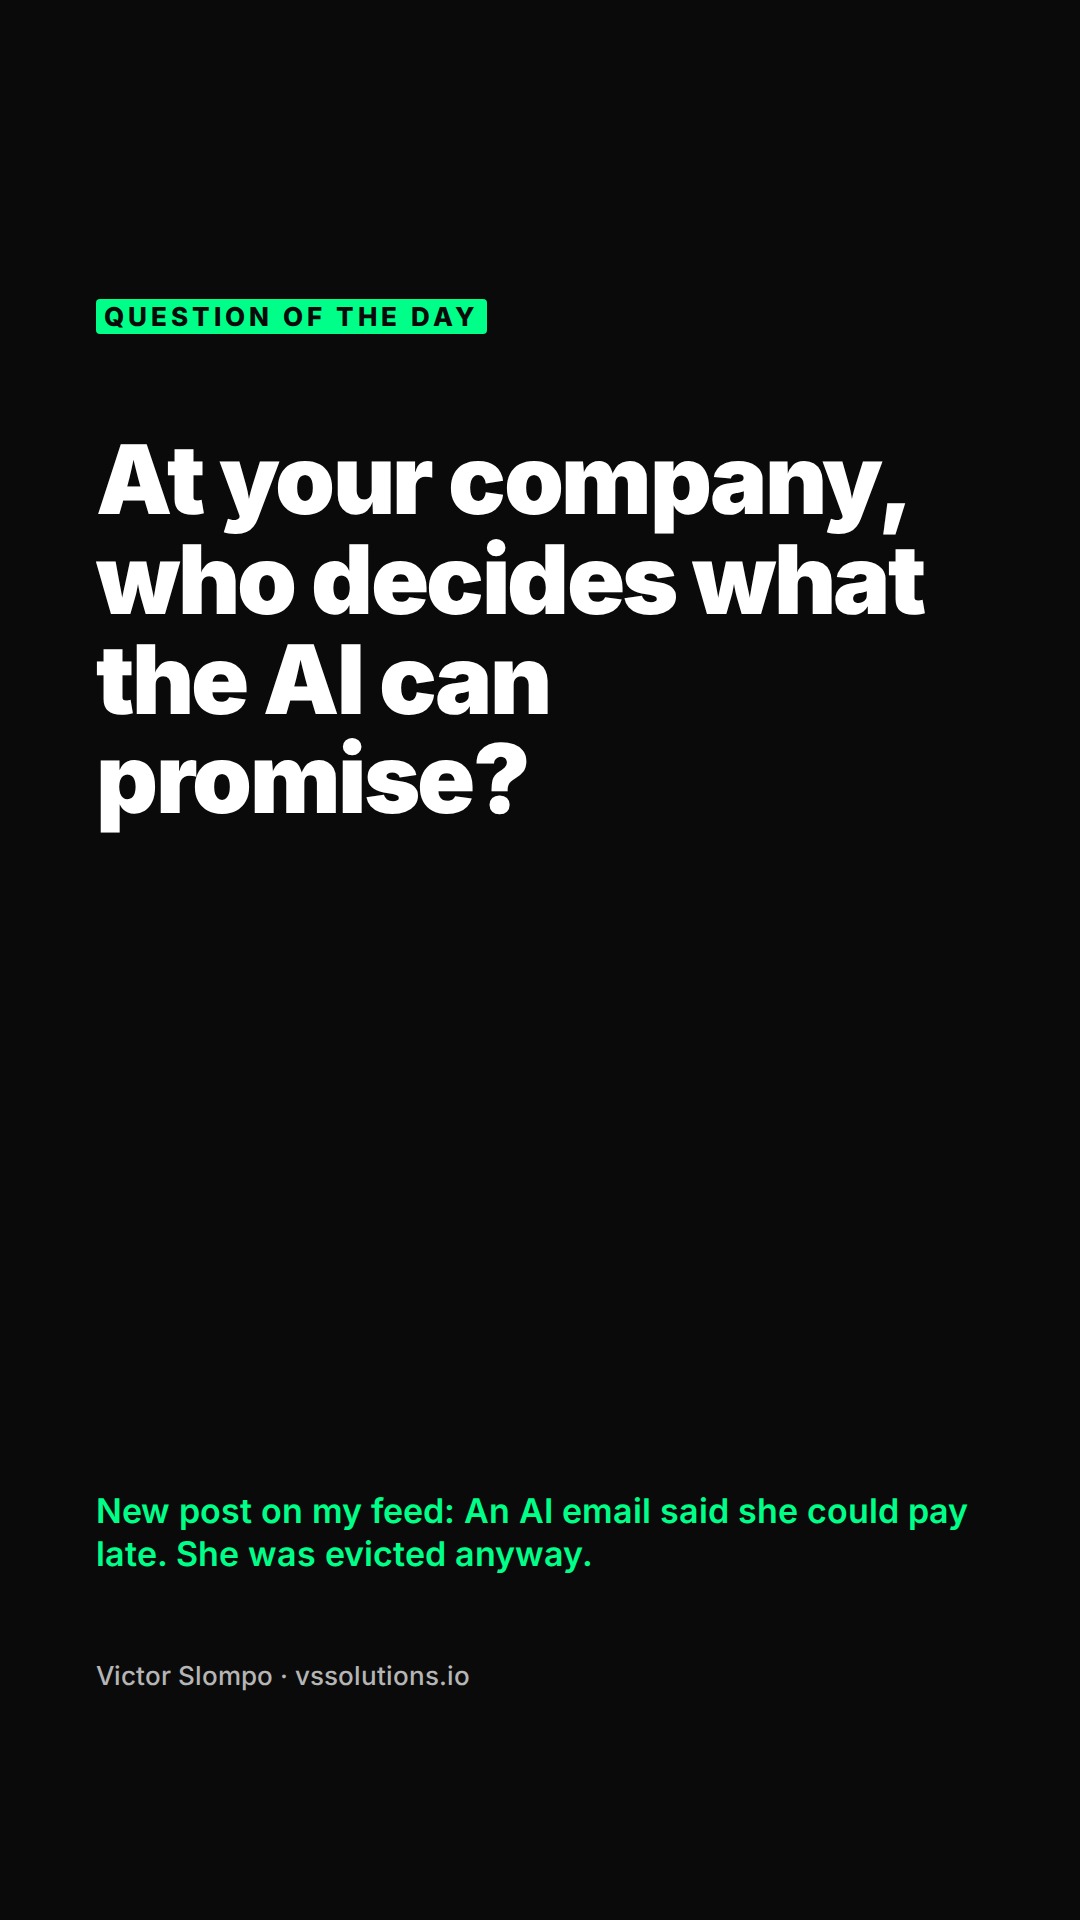 QUESTION OF THE DAY
At your company,
who decides what
the AI can
promise?
New post on my feed: An AI email said she could pay
late. She was evicted anyway.
Victor Slompo · vssolutions.io